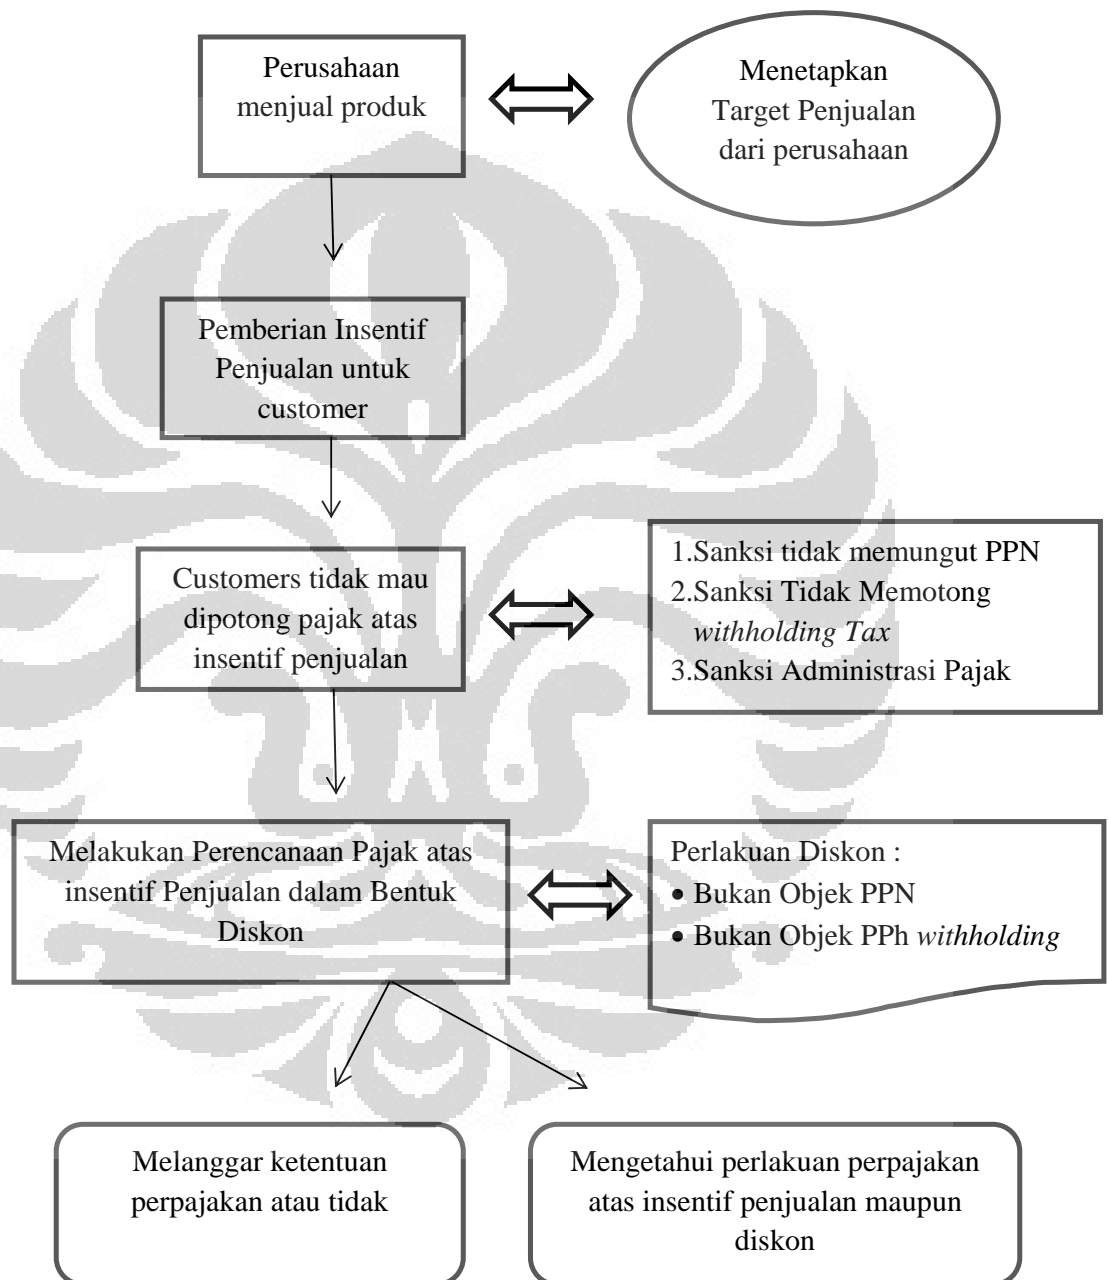 Perusahaan
menjual produk
Menetapkan
Target Penjualan
dari perusahaan
Pemberian Insentif
Penjualan untuk
customer
Customers tidak mau
dipotong pajak atas
insentif penjualan
1.Sanksi tidak memungut PPN
2.Sanksi Tidak Memotong
withholding Tax
3.Sanksi Administrasi Pajak
Melakukan Perencanaan Pajak atas
insentif Penjualan dalam Bentuk
Diskon
Perlakuan Diskon :
• Bukan Objek PPN
• Bukan Objek PPh withholding
Melanggar ketentuan
perpajakan atau tidak
Mengetahui perlakuan perpajakan
atas insentif penjualan maupun
diskon